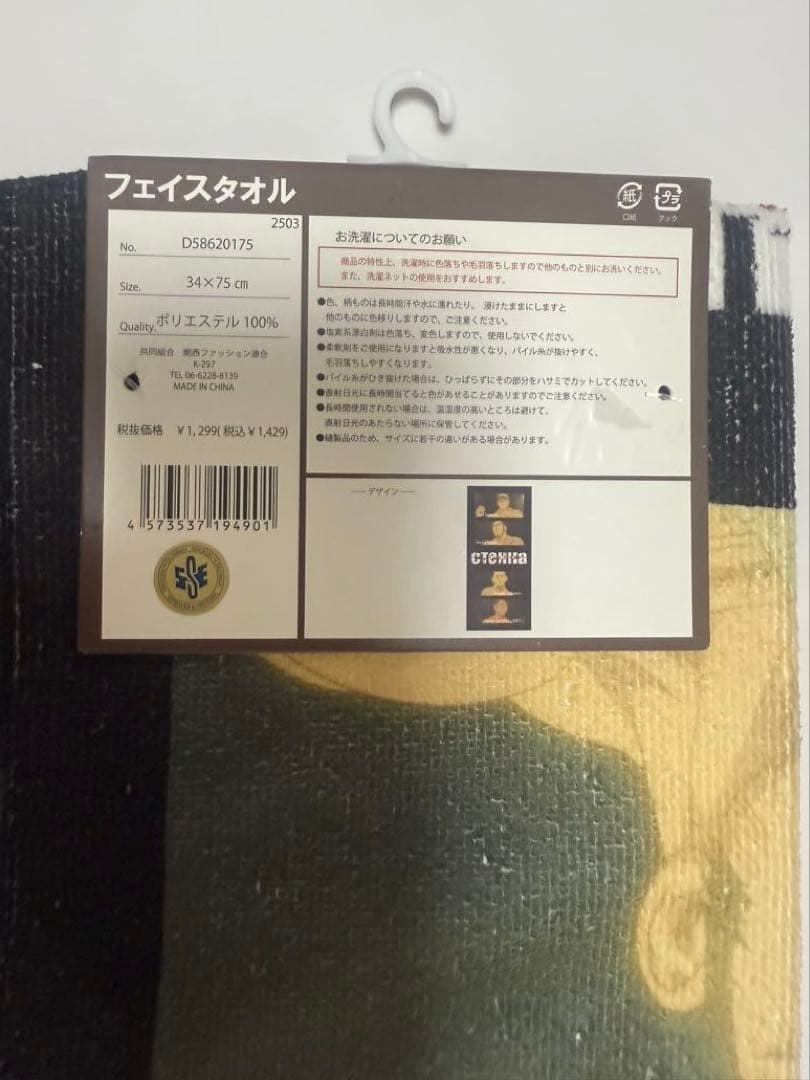 フェイスタオル
紙
口紙
プラ
フック
2503
No. D58620175
Size. 34×75㎝
Quality. ポリエステル 100%
共同組合 関西ファッション連合
K-297
TEL 06-6228-8139
MADE IN CHINA
税抜価格 ￥1,299(税込￥1,429)
4 573537 194901
お洗濯についてのお願い
商品の特性上、洗濯時に色落ちや毛羽落ちしますので他のものと別にお洗いください。
また、洗濯ネットの使用をおすすめします。
●色、柄ものは長時間汗や水に濡れたり、浸けたままにしますと
他のものに色移りしますので、ご注意ください。
●塩素系漂白剤は色落ち、変色しますので、使用しないでください。
●柔軟剤をご使用になりますと吸水性が悪くなり、パイル糸が抜けやすく、
毛羽落ちしやすくなります。
●パイル糸がひき抜けた場合は、ひっぱらずにその部分をハサミでカットしてください。
●直射日光に長時間当てると色があせることがありますのでご注意ください。
●長時間使用されない場合は、温湿度の高いところは避けて、
直射日光のあたらない場所に保管してください。
●縫製品のため、サイズに若干の違いがある場合があります。
デザイン
стенка